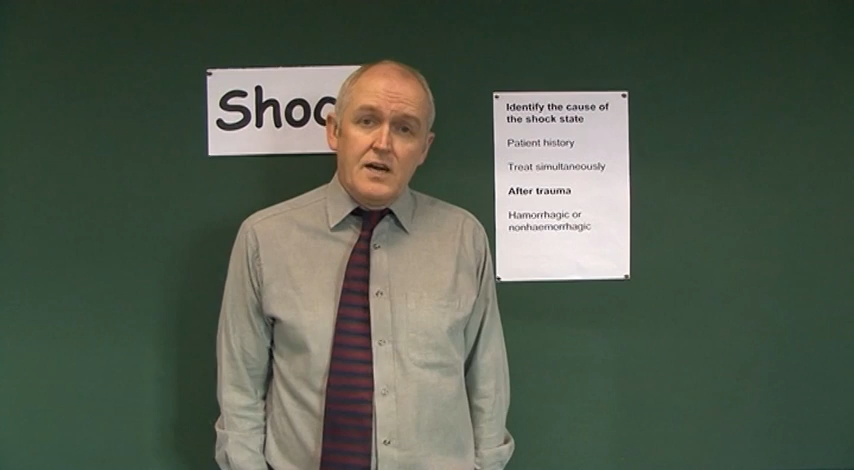 Shoc
Identify the cause of
the shock state
Patient history
Treat simultaneously
After trauma
Hamorrhagic or
nonhaemorrhagic